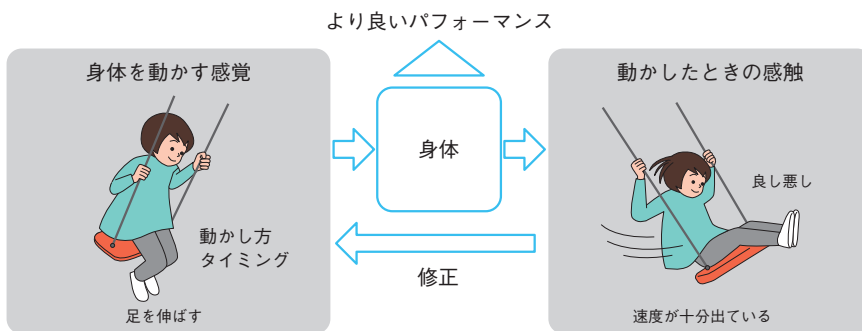 より良いパフォーマンス
身体を動かす感覚
動かし方
タイミング
足を伸ばす
身体
修正
動かしたときの感触
良し悪し
速度が十分出ている